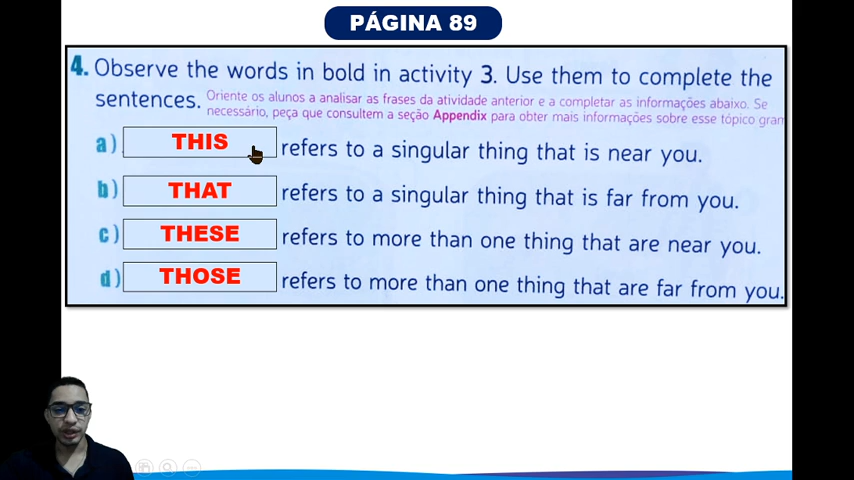 PÁGINA 89
4. Observe the words in bold in activity 3. Use them to complete the
sentences. Oriente os alunos a analisar as frases da atividade anterior e a completar as informações abaixo. Se
necessário, peça que consultem a seção Appendix para obter mais informações sobre esse tópico gram
a) THIS refers to a singular thing that is near you.
b) THAT refers to a singular thing that is far from you.
c) THESE refers to more than one thing that are near you.
d) THOSE refers to more than one thing that are far from you.